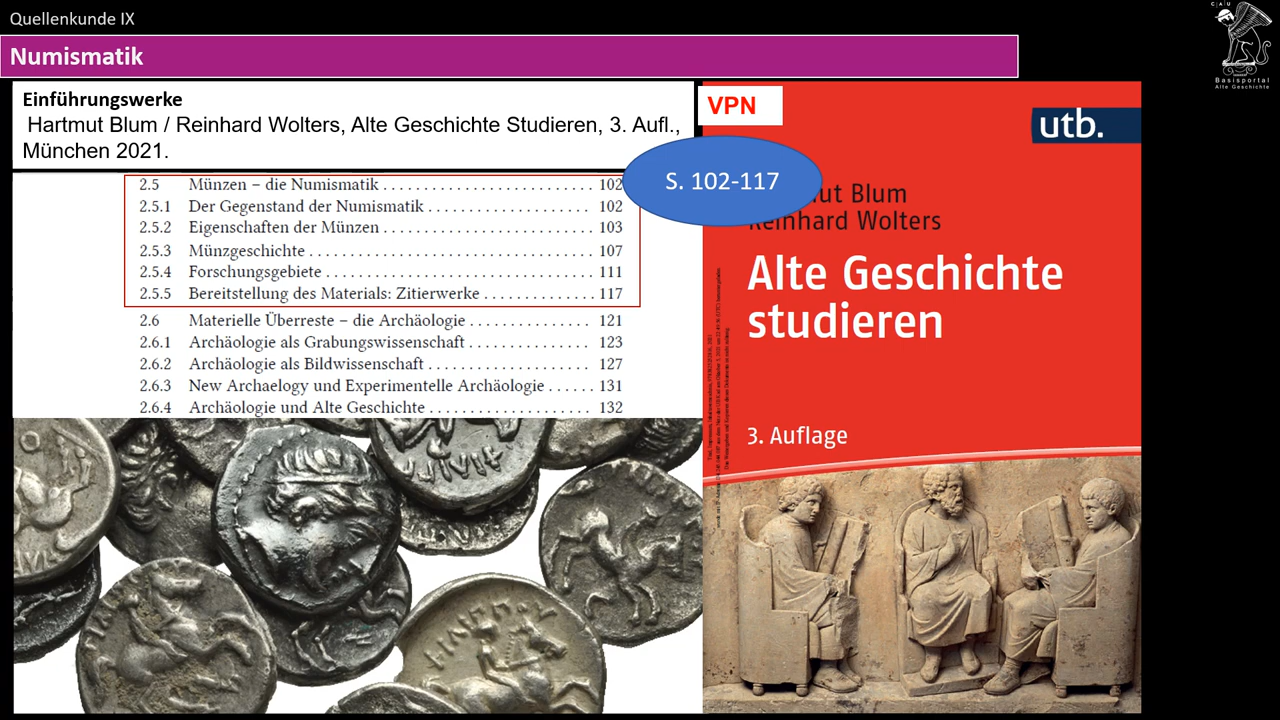 Quellenkunde IX
CAU
Basisportal
Alte Geschichte
Numismatik
Einführungswerke
Hartmut Blum / Reinhard Wolters, Alte Geschichte Studieren, 3. Aufl.,
München 2021.
VPN
utb.
S. 102-117
2.5 Münzen – die Numismatik . . . . . . . . . . . . . . . . . . . . . . . . . . . . 102
2.5.1 Der Gegenstand der Numismatik . . . . . . . . . . . . . . . . . . . . . 102
2.5.2 Eigenschaften der Münzen . . . . . . . . . . . . . . . . . . . . . . . . . . . . 103
2.5.3 Münzgeschichte . . . . . . . . . . . . . . . . . . . . . . . . . . . . . . . . . . . . . 107
2.5.4 Forschungsgebiete . . . . . . . . . . . . . . . . . . . . . . . . . . . . . . . . . . 111
2.5.5 Bereitstellung des Materials: Zitierwerke . . . . . . . . . . . . . . 117
2.6 Materielle Überreste – die Archäologie . . . . . . . . . . . . . . . . 121
2.6.1 Archäologie als Grabungswissenschaft . . . . . . . . . . . . . . . . 123
2.6.2 Archäologie als Bildwissenschaft . . . . . . . . . . . . . . . . . . . . . 127
2.6.3 New Archaelogy und Experimentelle Archäologie . . . . . . 131
2.6.4 Archäologie und Alte Geschichte . . . . . . . . . . . . . . . . . . . . . 132
ut Blum
Reinhard Wolters
Alte Geschichte
studieren
3. Auflage
ΦΙΛΙΠΠΟΥ